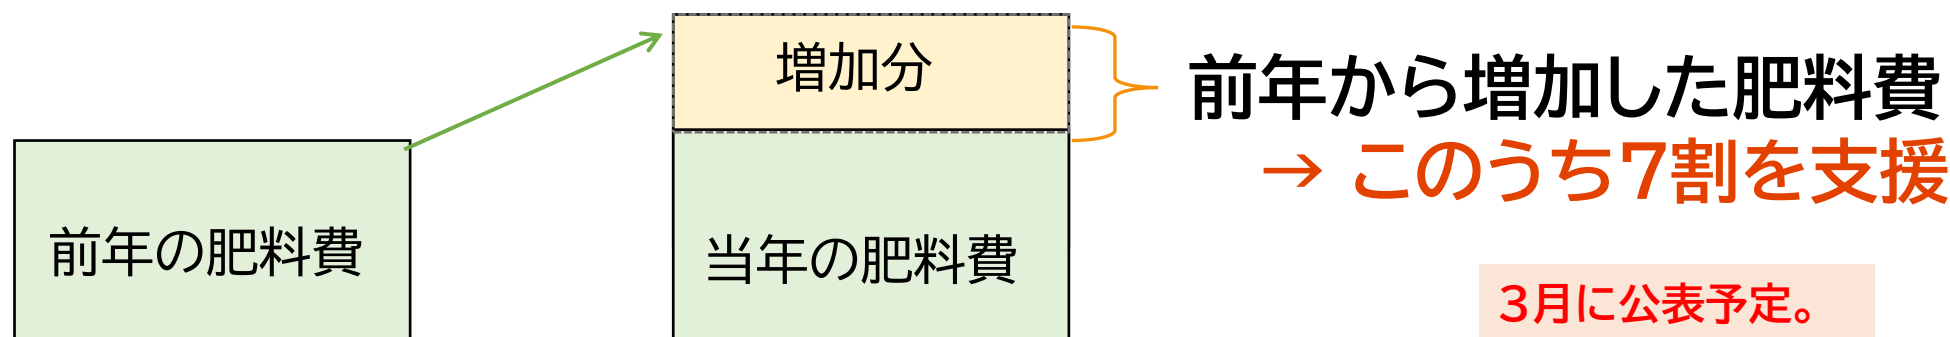 増加分
前年から増加した肥料費
→ このうち7割を支援
前年の肥料費
当年の肥料費
3月に公表予定。